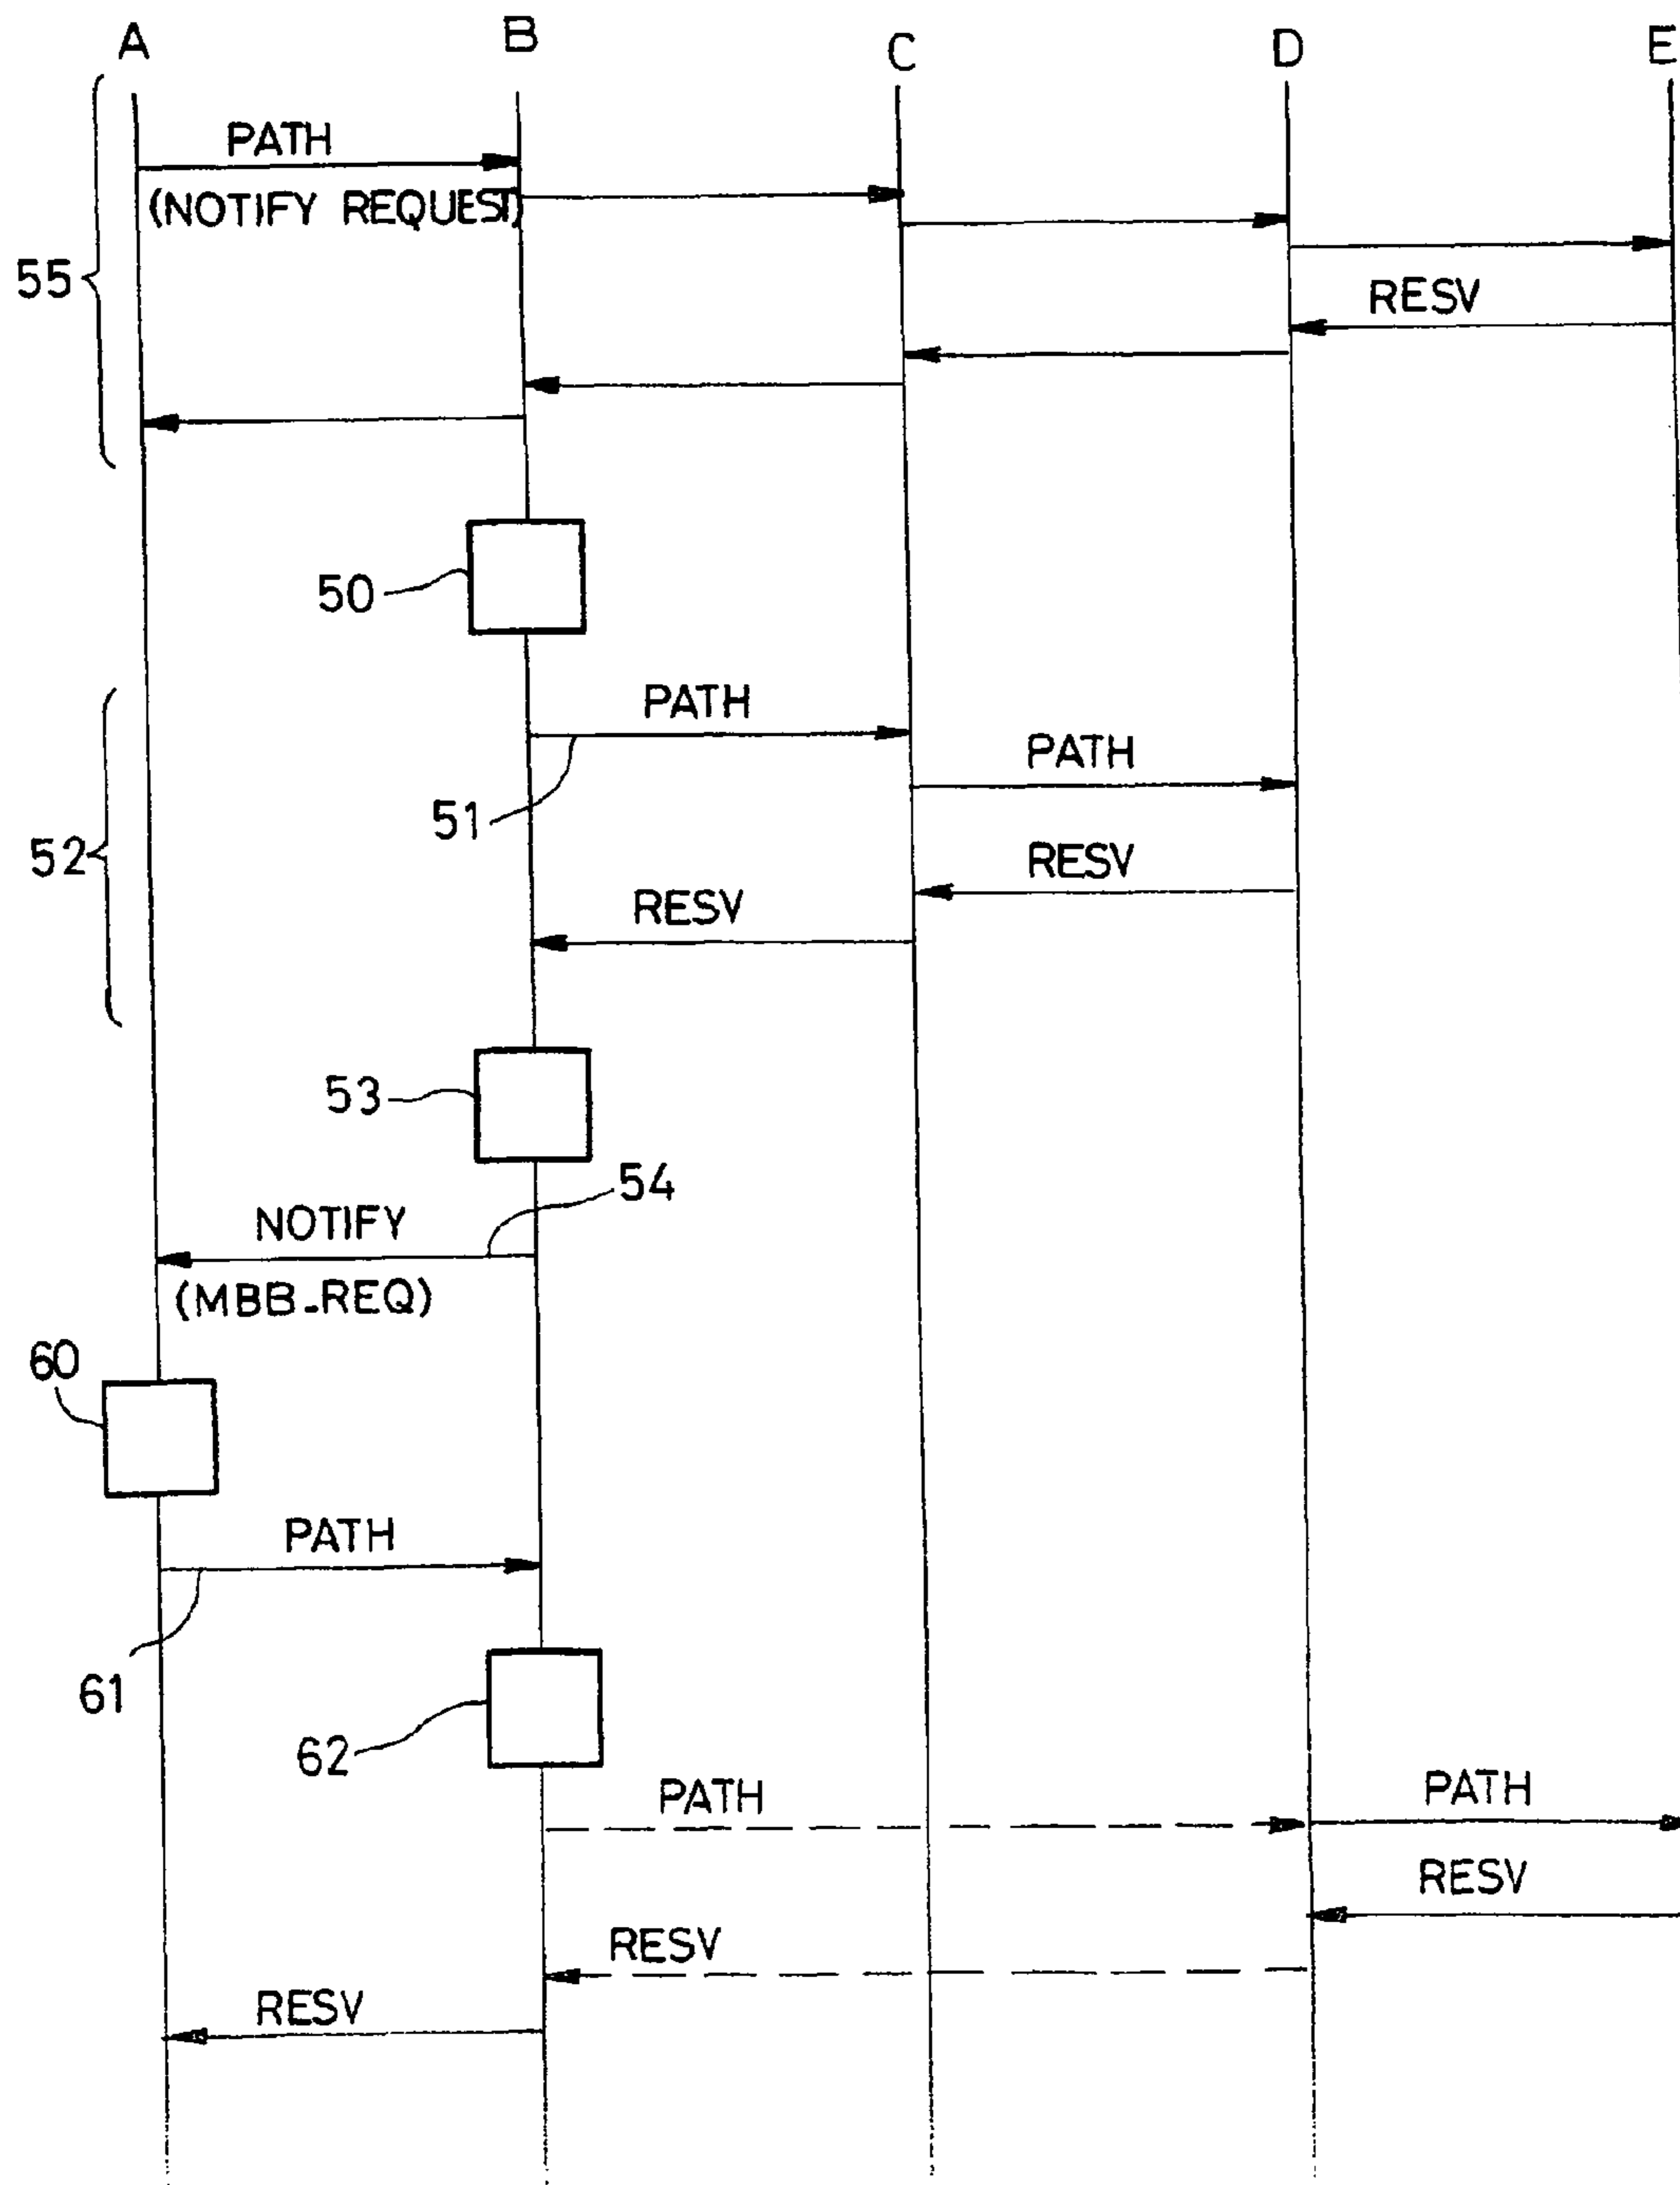 A B C D E
PATH
(NOTIFY REQUEST)
55
RESV
50
PATH
PATH
51
52
RESV
RESV
53
54
NOTIFY
(MBB-REQ)
60
PATH
61
62
PATH PATH
RESV
RESV
RESV